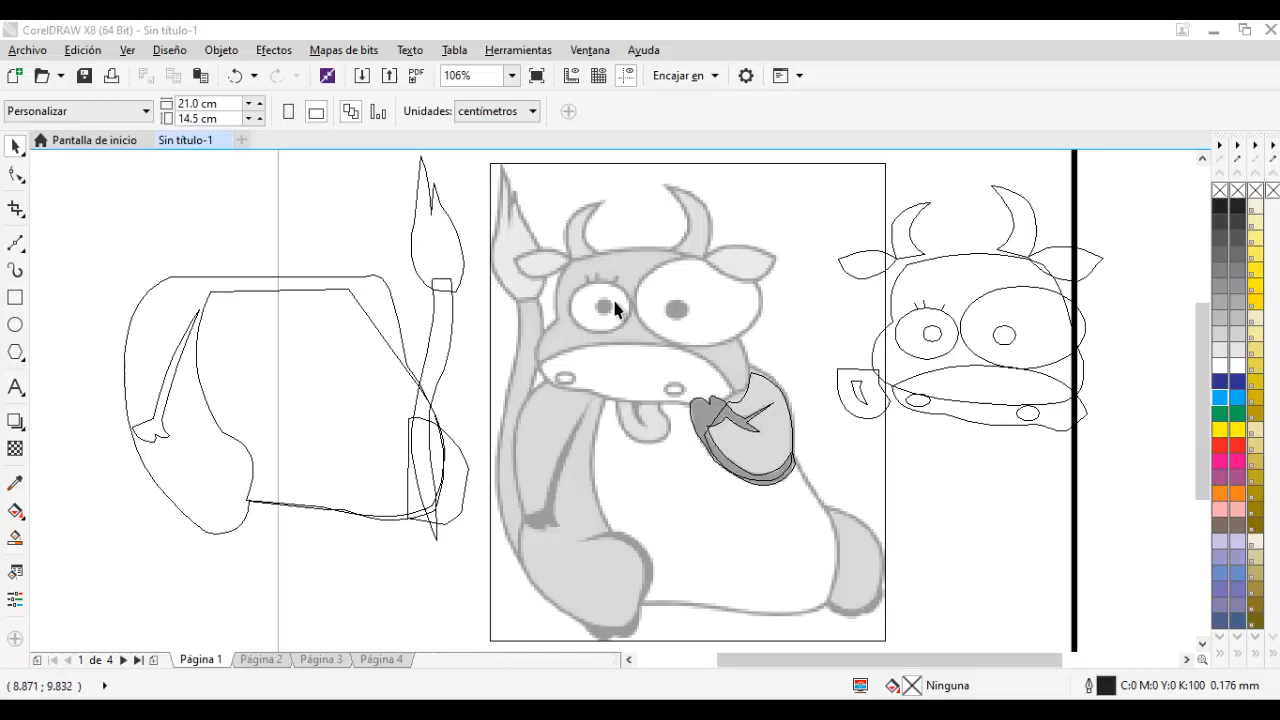 CorelDRAW X8 (64 Bit) - Sin título-1
Archivo Edición Ver Diseño Objeto Efectos Mapas de bits Texto Tabla Herramientas Ventana Ayuda
PDF 106% Encajar en
Personalizar 21.0 cm 14.5 cm Unidades: centímetros
Pantalla de inicio Sin título-1
1 de 4 Página 1 Página 2 Página 3 Página 4
( 8.871 ; 9.832 ) Ninguna C:0 M:0 Y:0 K:100 0.176 mm